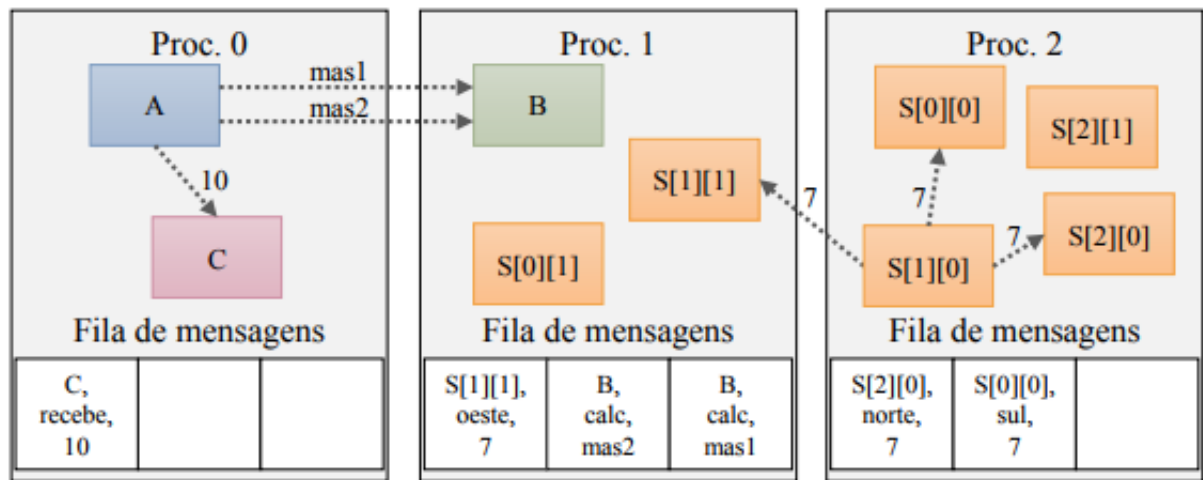 Proc. 0
A
mas1
mas2
10
C
Fila de mensagens
C,
recebe,
10
Proc. 1
B
S[1][1]
S[0][1]
Fila de mensagens
S[1][1],
oeste,
7
B,
calc,
mas2
B,
calc,
mas1
Proc. 2
S[0][0]
S[2][1]
7
7
7
S[2][0]
S[1][0]
Fila de mensagens
S[2][0],
norte,
7
S[0][0],
sul,
7